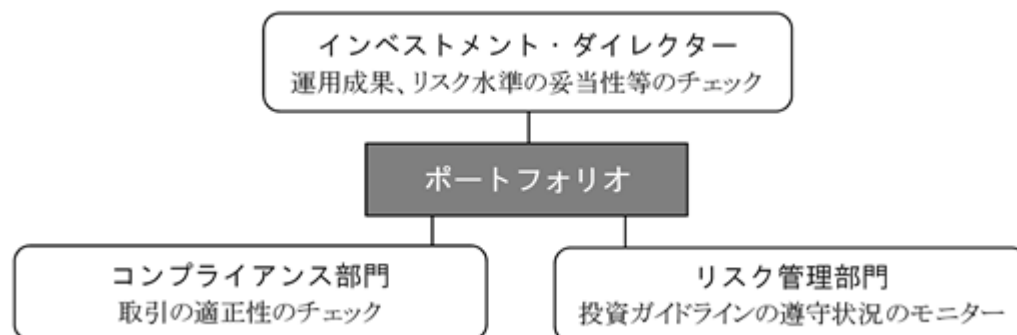 インベストメント・ダイレクター
運用成果、リスク水準の妥当性等のチェック
ポートフォリオ
コンプライアンス部門
取引の適正性のチェック
リスク管理部門
投資ガイドラインの遵守状況のモニター